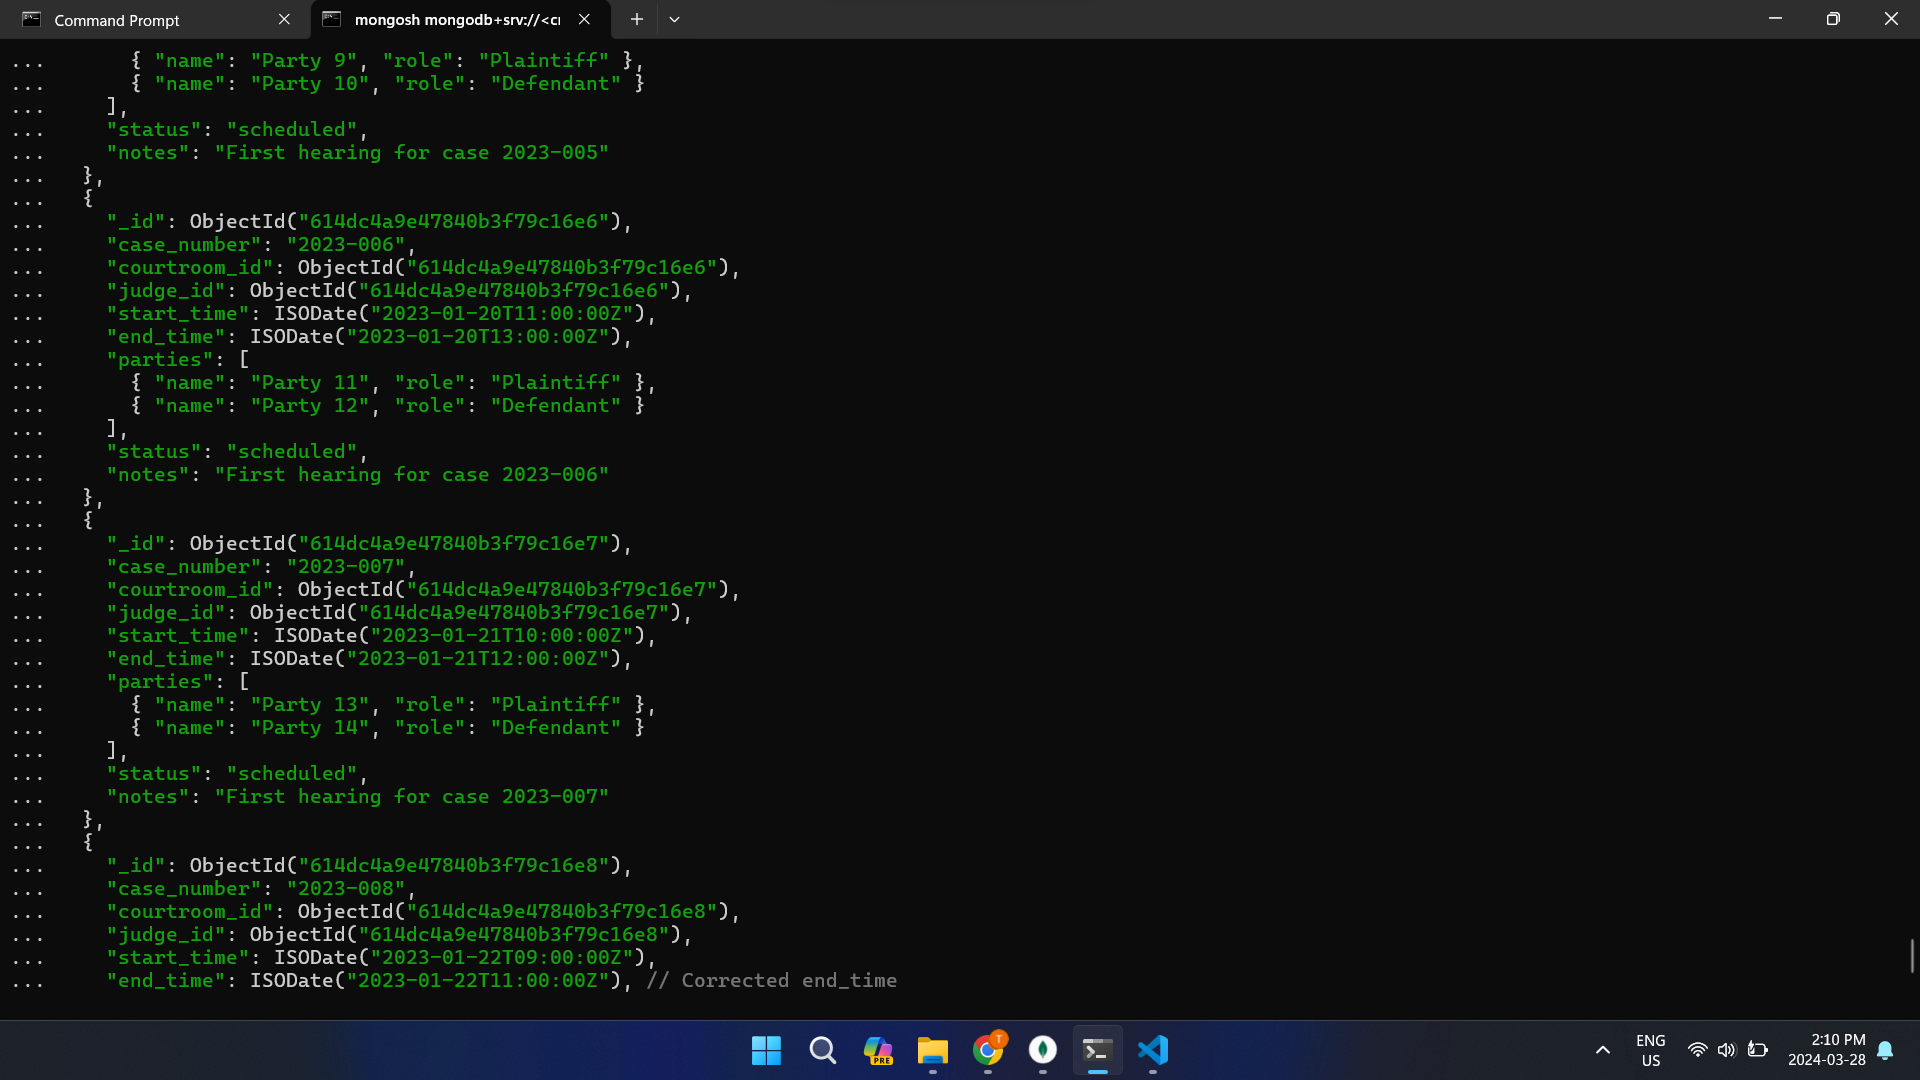 Command Prompt
mongosh mongodb+srv://<cr
...       { "name": "Party 9", "role": "Plaintiff" },
...       { "name": "Party 10", "role": "Defendant" }
...     ],
...     "status": "scheduled",
...     "notes": "First hearing for case 2023-005"
...   },
...   {
...     "_id": ObjectId("614dc4a9e47840b3f79c16e6"),
...     "case_number": "2023-006",
...     "courtroom_id": ObjectId("614dc4a9e47840b3f79c16e6"),
...     "judge_id": ObjectId("614dc4a9e47840b3f79c16e6"),
...     "start_time": ISODate("2023-01-20T11:00:00Z"),
...     "end_time": ISODate("2023-01-20T13:00:00Z"),
...     "parties": [
...       { "name": "Party 11", "role": "Plaintiff" },
...       { "name": "Party 12", "role": "Defendant" }
...     ],
...     "status": "scheduled",
...     "notes": "First hearing for case 2023-006"
...   },
...   {
...     "_id": ObjectId("614dc4a9e47840b3f79c16e7"),
...     "case_number": "2023-007",
...     "courtroom_id": ObjectId("614dc4a9e47840b3f79c16e7"),
...     "judge_id": ObjectId("614dc4a9e47840b3f79c16e7"),
...     "start_time": ISODate("2023-01-21T10:00:00Z"),
...     "end_time": ISODate("2023-01-21T12:00:00Z"),
...     "parties": [
...       { "name": "Party 13", "role": "Plaintiff" },
...       { "name": "Party 14", "role": "Defendant" }
...     ],
...     "status": "scheduled",
...     "notes": "First hearing for case 2023-007"
...   },
...   {
...     "_id": ObjectId("614dc4a9e47840b3f79c16e8"),
...     "case_number": "2023-008",
...     "courtroom_id": ObjectId("614dc4a9e47840b3f79c16e8"),
...     "judge_id": ObjectId("614dc4a9e47840b3f79c16e8"),
...     "start_time": ISODate("2023-01-22T09:00:00Z"),
...     "end_time": ISODate("2023-01-22T11:00:00Z"), // Corrected end_time
PRE
T
ENG
US
2:10 PM
2024-03-28